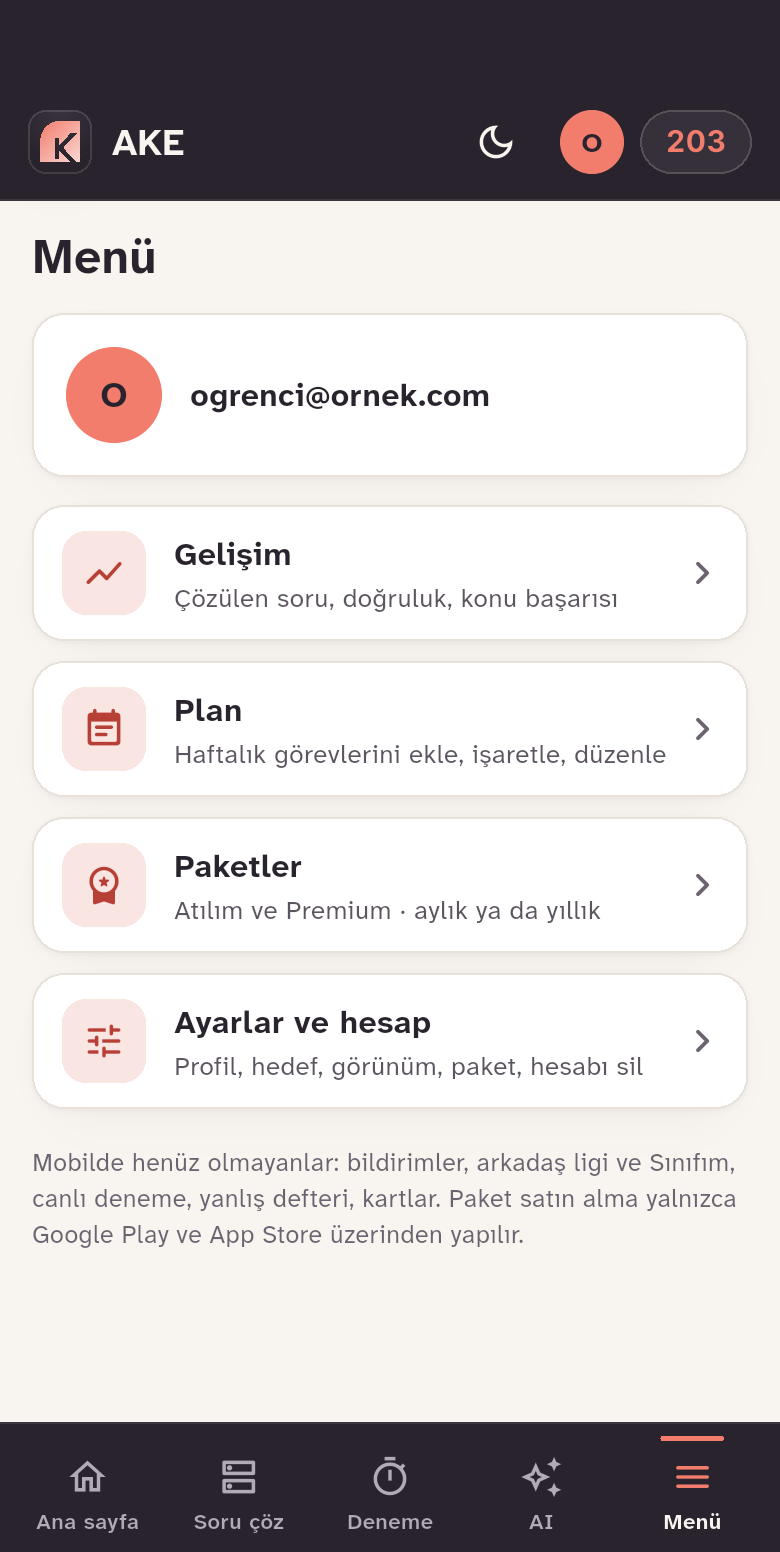 K
AKE
O
203
Menü
O
ogrenci@ornek.com
Gelişim
Çözülen soru, doğruluk, konu başarısı
Plan
Haftalık görevlerini ekle, işaretle, düzenle
Paketler
Atılım ve Premium · aylık ya da yıllık
Ayarlar ve hesap
Profil, hedef, görünüm, paket, hesabı sil
Mobilde henüz olmayanlar: bildirimler, arkadaş ligi ve Sınıfım,
canlı deneme, yanlış defteri, kartlar. Paket satın alma yalnızca
Google Play ve App Store üzerinden yapılır.
Ana sayfa
Soru çöz
Deneme
AI
Menü